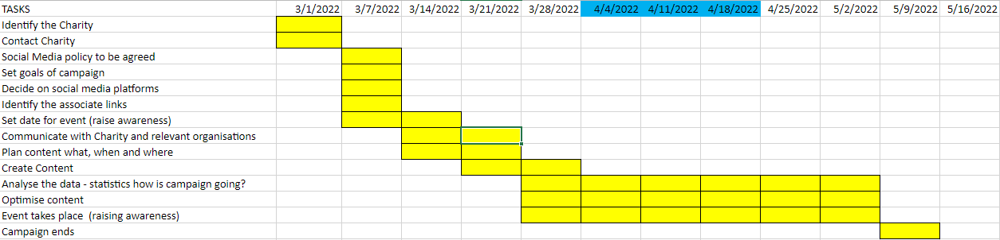 TASKS 3/1/2022 3/7/2022 3/14/2022 3/21/2022 3/28/2022 4/4/2022 4/11/2022 4/18/2022 4/25/2022 5/2/2022 5/9/2022 5/16/2022
Identify the Charity
Contact Charity
Social Media policy to be agreed
Set goals of campaign
Decide on social media platforms
Identify the associate links
Set date for event (raise awareness)
Communicate with Charity and relevant organisations
Plan content what, when and where
Create Content
Analyse the data - statistics how is campaign going?
Optimise content
Event takes place  (raising awareness)
Campaign ends